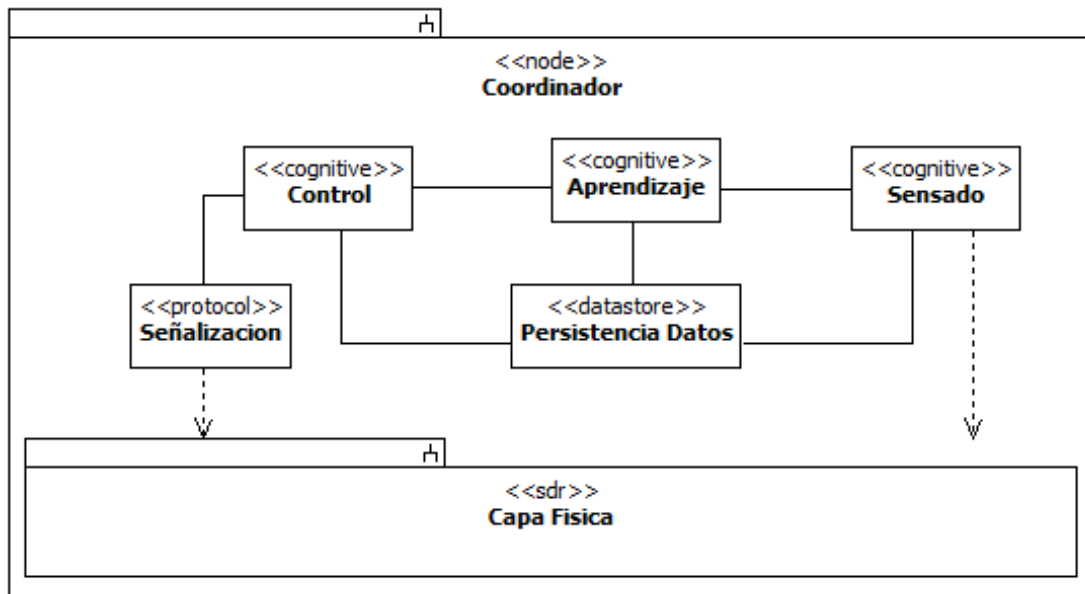 <<node>>
Coordinador
<<cognitive>>
Control
<<cognitive>>
Aprendizaje
<<cognitive>>
Sensado
<<protocol>>
Señalizacion
<<datastore>>
Persistencia Datos
<<sdr>>
Capa Fisica